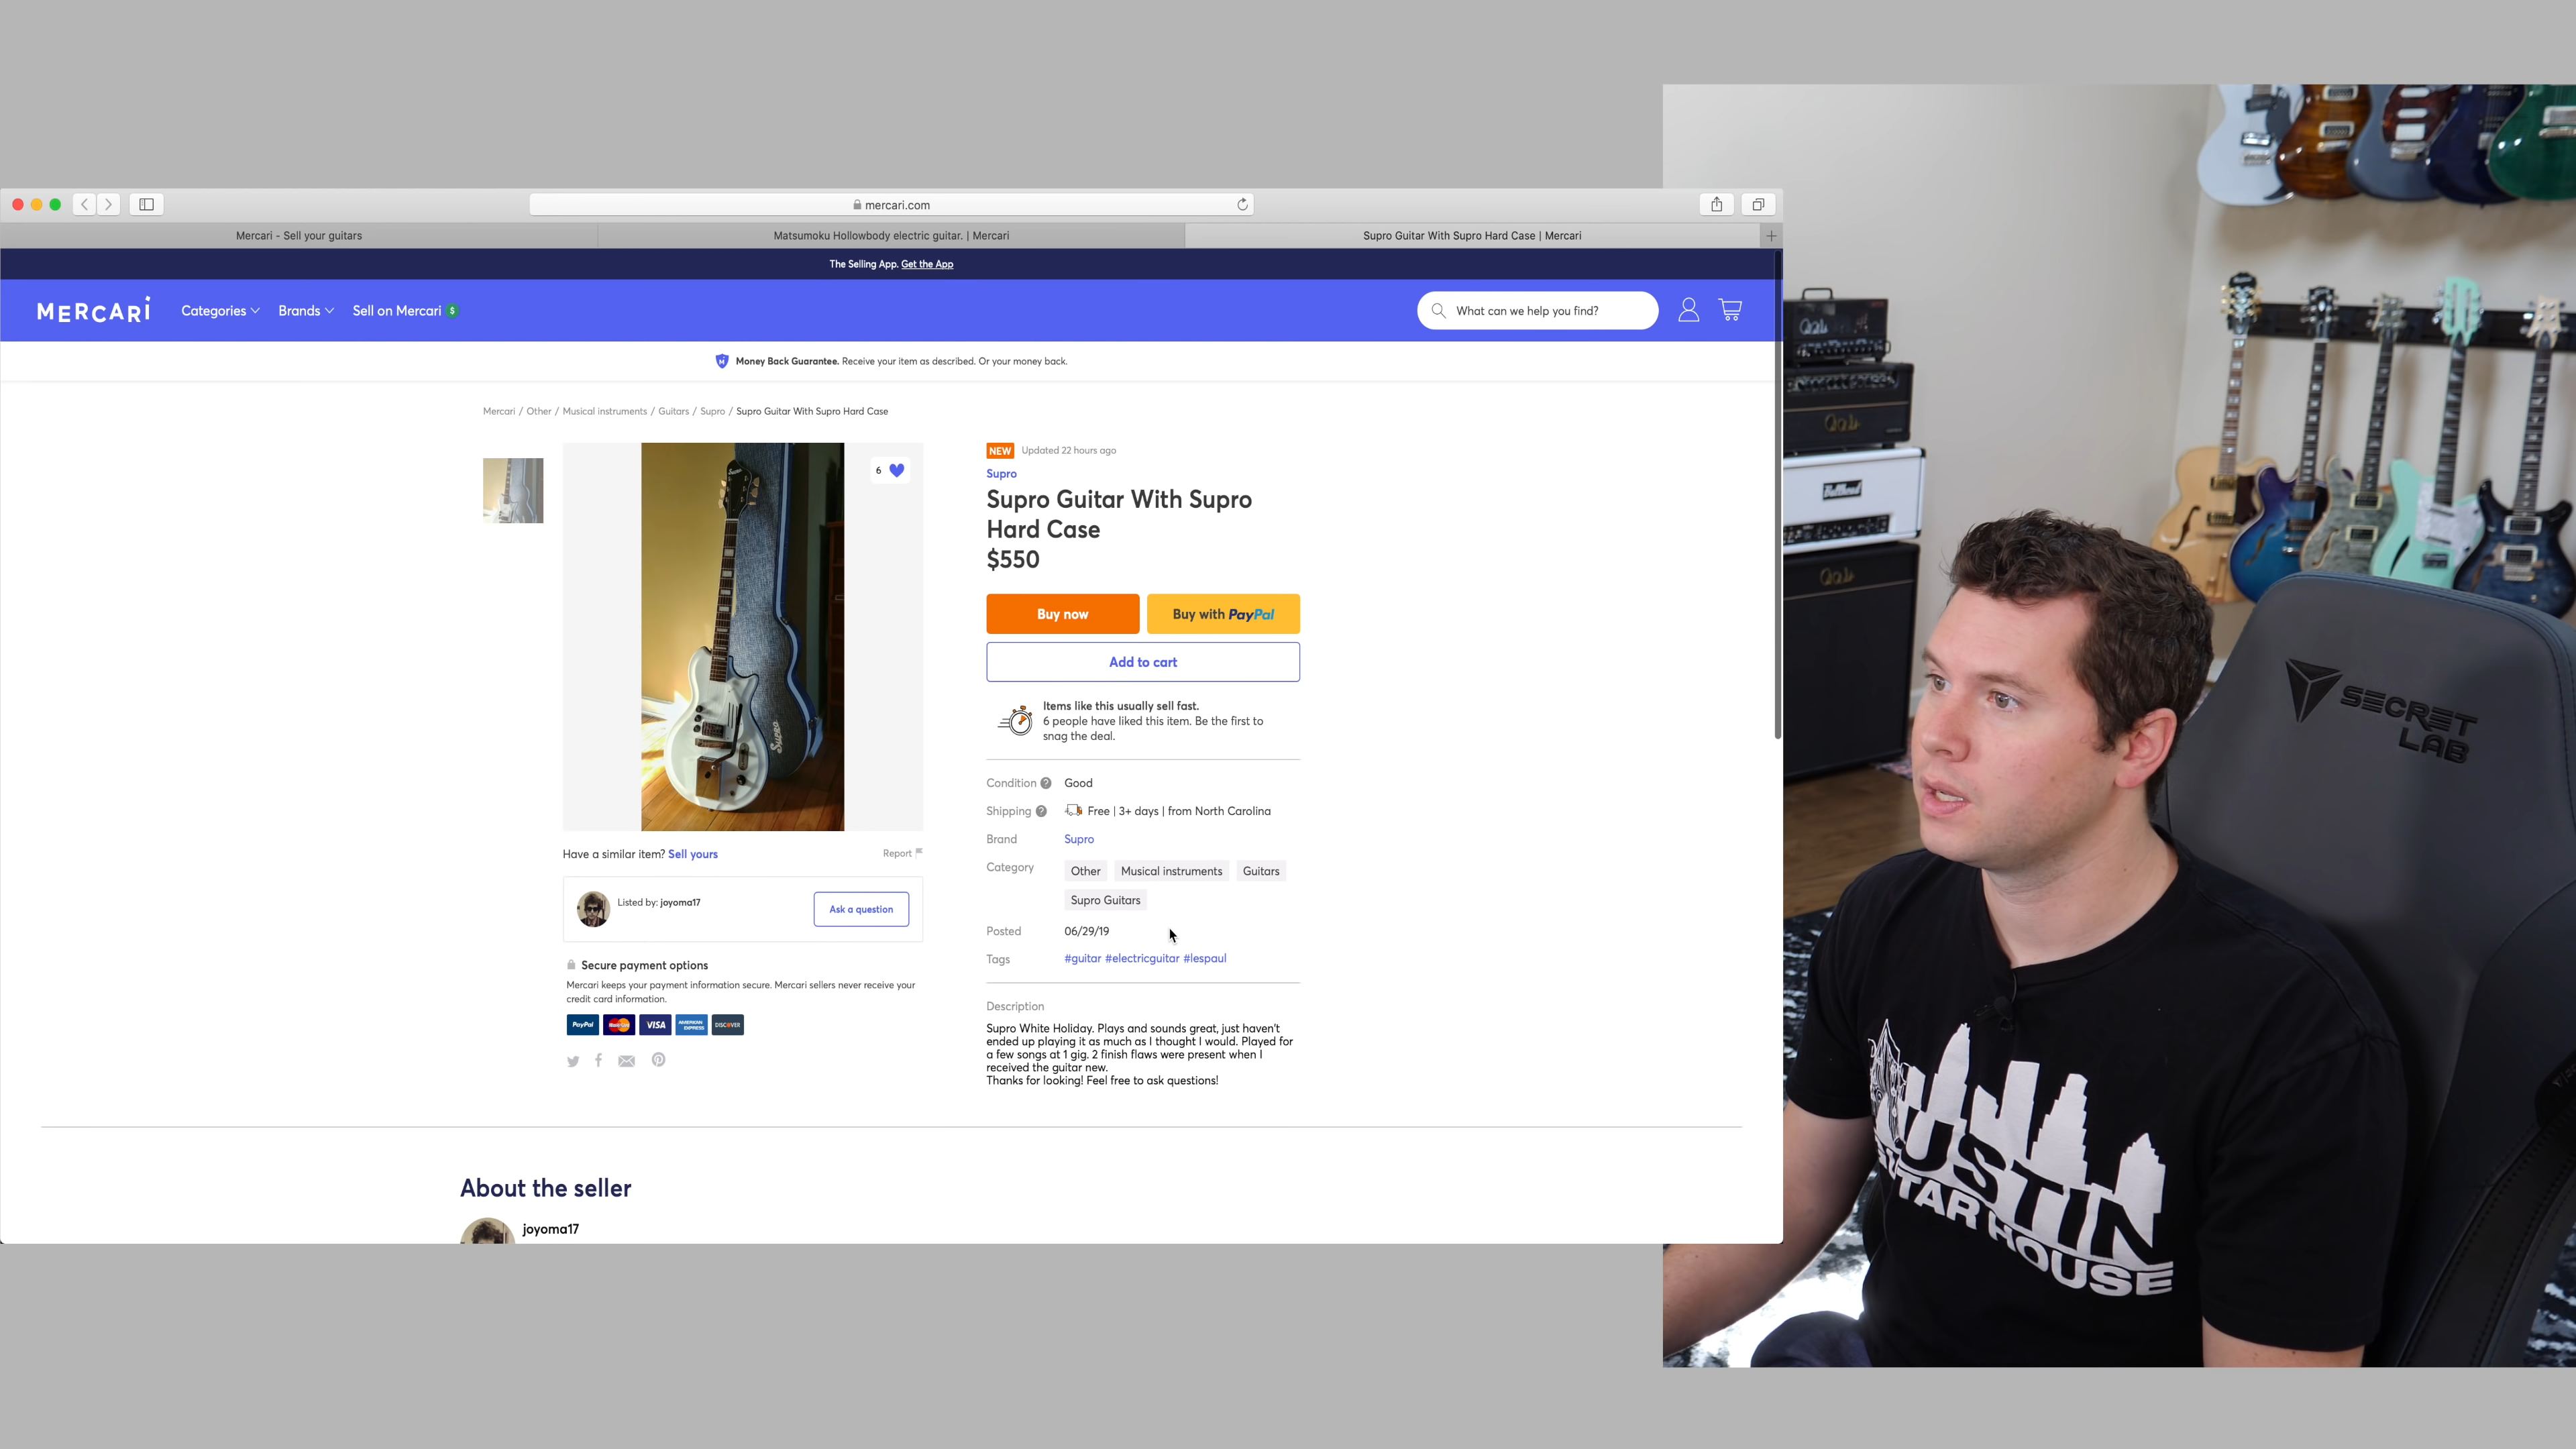 mercari.com
Mercari - Sell your guitars
Matsumoku Hollowbody electric guitar. | Mercari
Supro Guitar With Supro Hard Case | Mercari
The Selling App. Get the App
MERCARI
Categories
Brands
Sell on Mercari $
What can we help you find?
Money Back Guarantee. Receive your item as described. Or your money back.
Mercari / Other / Musical instruments / Guitars / Supro / Supro Guitar With Supro Hard Case
6
Supro
NEW Updated 22 hours ago
Supro
Supro Guitar With Supro
Hard Case
$550
Buy now
Buy with PayPal
Add to cart
Items like this usually sell fast.
6 people have liked this item. Be the first to
snag the deal.
Condition ? Good
Shipping ? Free | 3+ days | from North Carolina
Brand Supro
Category Other Musical instruments Guitars
Supro Guitars
Posted 06/29/19
Tags #guitar #electricguitar #lespaul
Description
Supro White Holiday. Plays and sounds great, just haven't
ended up playing it as much as I thought I would. Played for
a few songs at 1 gig. 2 finish flaws were present when I
received the guitar new.
Thanks for looking! Feel free to ask questions!
Have a similar item? Sell yours
Report
Listed by: joyoma17
Ask a question
Secure payment options
Mercari keeps your payment information secure. Mercari sellers never receive your
credit card information.
PayPal MasterCard VISA AMERICAN EXPRESS DISCOVER
About the seller
joyoma17
SECRET
LAB